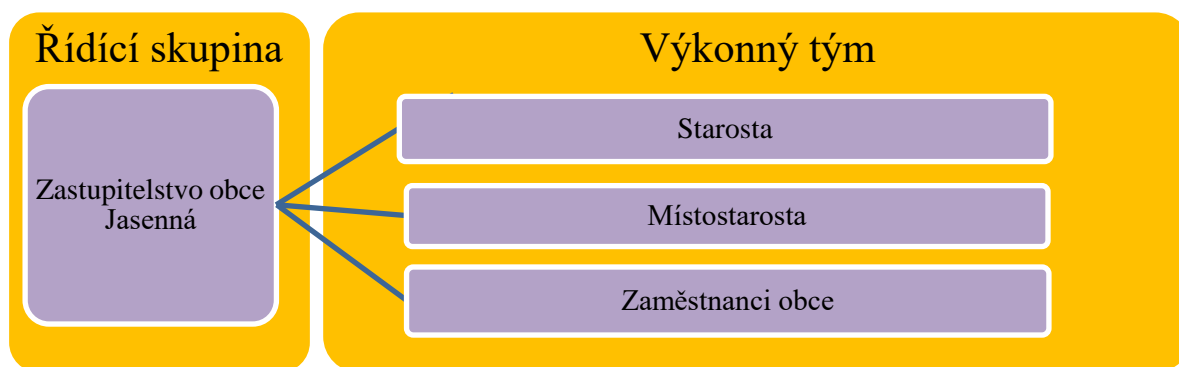 Řídící skupina
Zastupitelstvo obce
Jasenná
Výkonný tým
Starosta
Místostarosta
Zaměstnanci obce